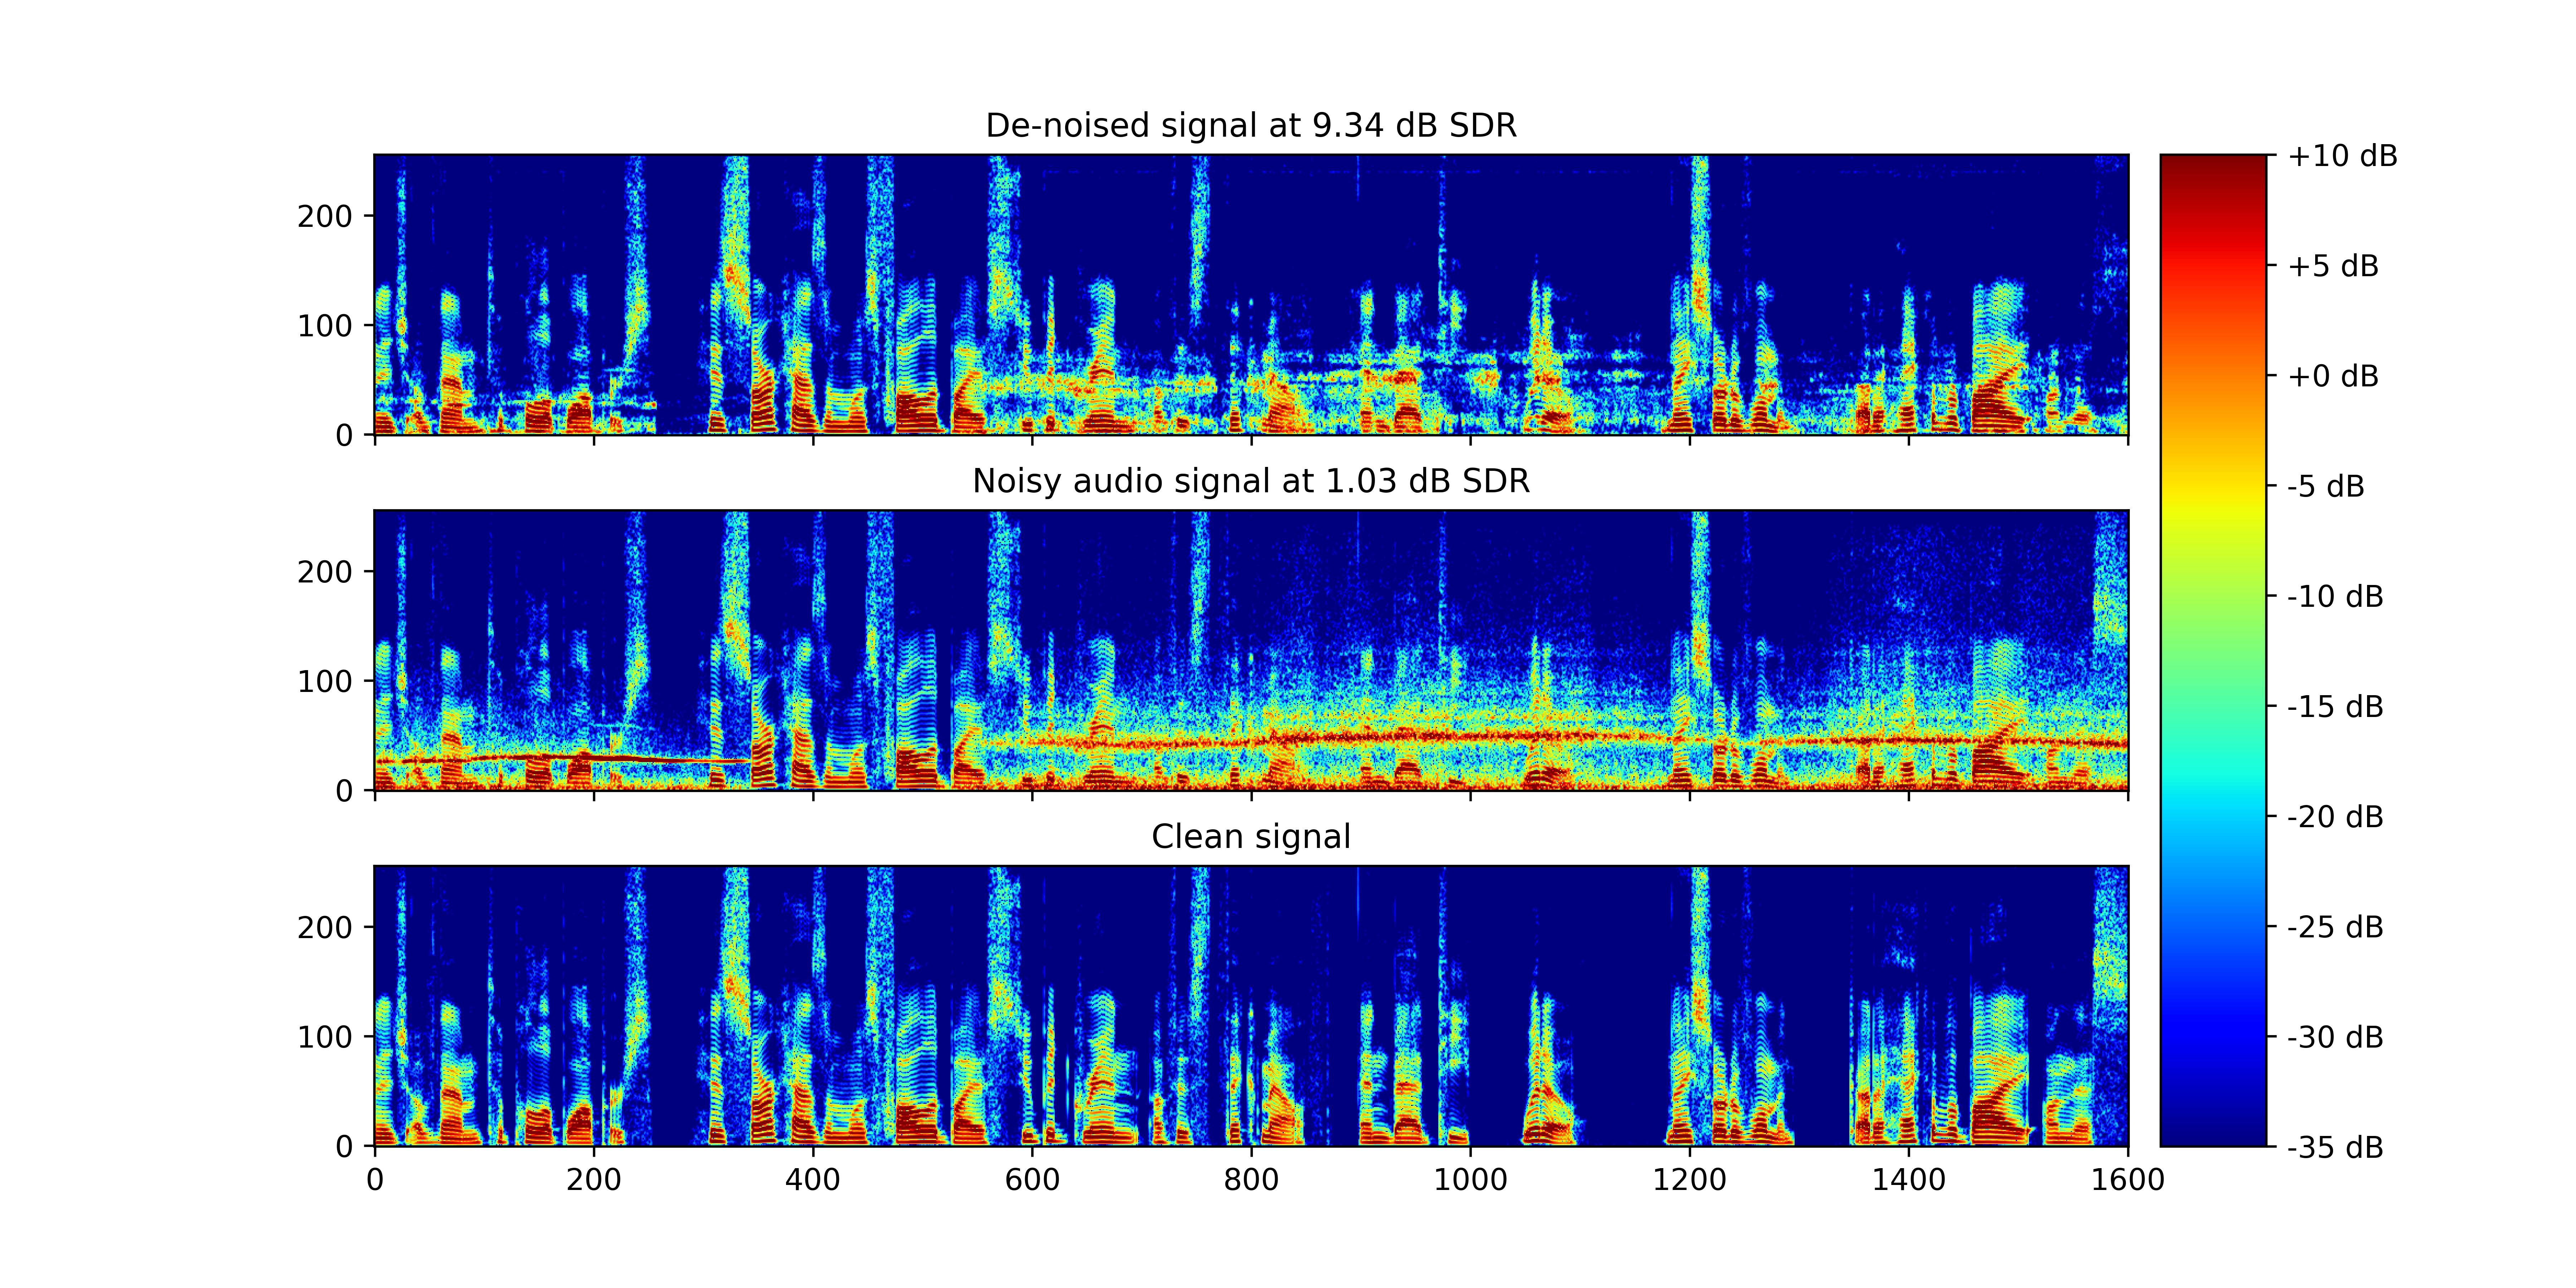 De-noised signal at 9.34 dB SDR
200
100
0
Noisy audio signal at 1.03 dB SDR
200
100
0
Clean signal
200
100
0
0 200 400 600 800 1000 1200 1400 1600
+10 dB
+5 dB
+0 dB
-5 dB
-10 dB
-15 dB
-20 dB
-25 dB
-30 dB
-35 dB